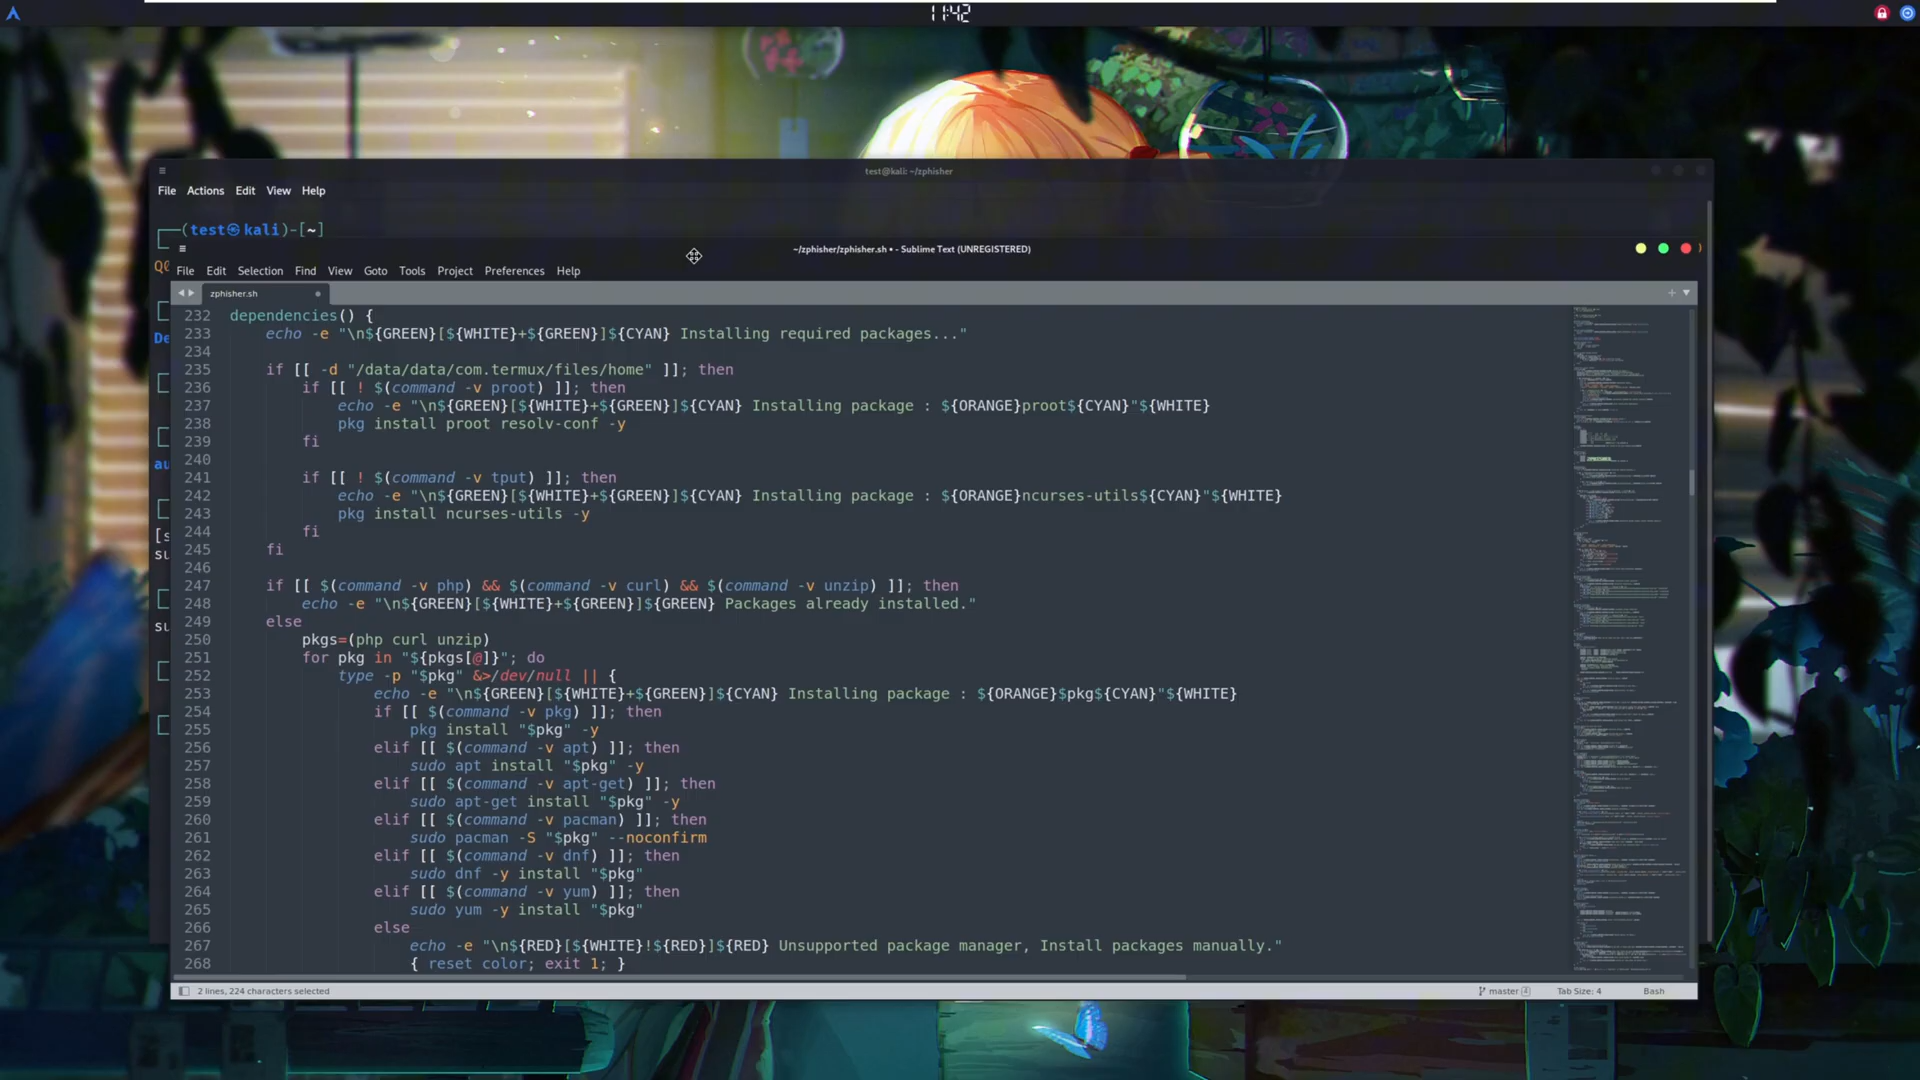 11:42
test@kali: ~/zphisher
File Actions Edit View Help
(test㉿kali)-[~]
~/zphisher/zphisher.sh • - Sublime Text (UNREGISTERED)
File Edit Selection Find View Goto Tools Project Preferences Help
zphisher.sh
232 dependencies() {
233     echo -e "\n${GREEN}[${WHITE}+${GREEN}]${CYAN} Installing required packages..."
234
235     if [[ -d "/data/data/com.termux/files/home" ]]; then
236         if [[ ! $(command -v proot) ]]; then
237             echo -e "\n${GREEN}[${WHITE}+${GREEN}]${CYAN} Installing package : ${ORANGE}proot${CYAN}"${WHITE}
238             pkg install proot resolv-conf -y
239         fi
240
241         if [[ ! $(command -v tput) ]]; then
242             echo -e "\n${GREEN}[${WHITE}+${GREEN}]${CYAN} Installing package : ${ORANGE}ncurses-utils${CYAN}"${WHITE}
243             pkg install ncurses-utils -y
244         fi
245     fi
246
247     if [[ $(command -v php) && $(command -v curl) && $(command -v unzip) ]]; then
248         echo -e "\n${GREEN}[${WHITE}+${GREEN}]${GREEN} Packages already installed."
249     else
250         pkgs=(php curl unzip)
251         for pkg in "${pkgs[@]}"; do
252             type -p "$pkg" &>/dev/null || {
253                 echo -e "\n${GREEN}[${WHITE}+${GREEN}]${CYAN} Installing package : ${ORANGE}$pkg${CYAN}"${WHITE}
254                 if [[ $(command -v pkg) ]]; then
255                     pkg install "$pkg" -y
256                 elif [[ $(command -v apt) ]]; then
257                     sudo apt install "$pkg" -y
258                 elif [[ $(command -v apt-get) ]]; then
259                     sudo apt-get install "$pkg" -y
260                 elif [[ $(command -v pacman) ]]; then
261                     sudo pacman -S "$pkg" --noconfirm
262                 elif [[ $(command -v dnf) ]]; then
263                     sudo dnf -y install "$pkg"
264                 elif [[ $(command -v yum) ]]; then
265                     sudo yum -y install "$pkg"
266                 else
267                     echo -e "\n${RED}[${WHITE}!${RED}]${RED} Unsupported package manager, Install packages manually."
268                     { reset_color; exit 1; }
2 lines, 224 characters selected
master 4 Tab Size: 4 Bash